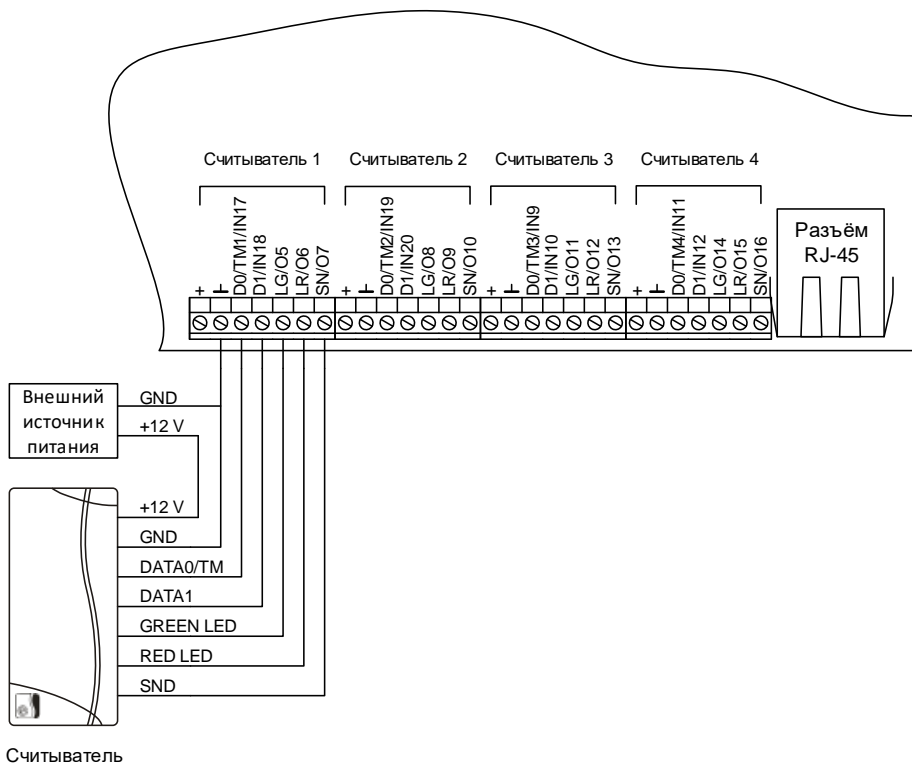 Считыватель 1
Считыватель 2
Считыватель 3
Считыватель 4
+
D0/TM1/IN17
D1/IN18
LG/O5
LR/O6
SN/O7
+
D0/TM2/IN19
D1/IN20
LG/O8
LR/O9
SN/O10
+
D0/TM3/IN9
D1/IN10
LG/O11
LR/O12
SN/O13
+
D0/TM4/IN11
D1/IN12
LG/O14
LR/O15
SN/O16
Разъём
RJ-45
Внешний
источник
питания
GND
+12 V
+12 V
GND
DATA0/TM
DATA1
GREEN LED
RED LED
SND
Считыватель